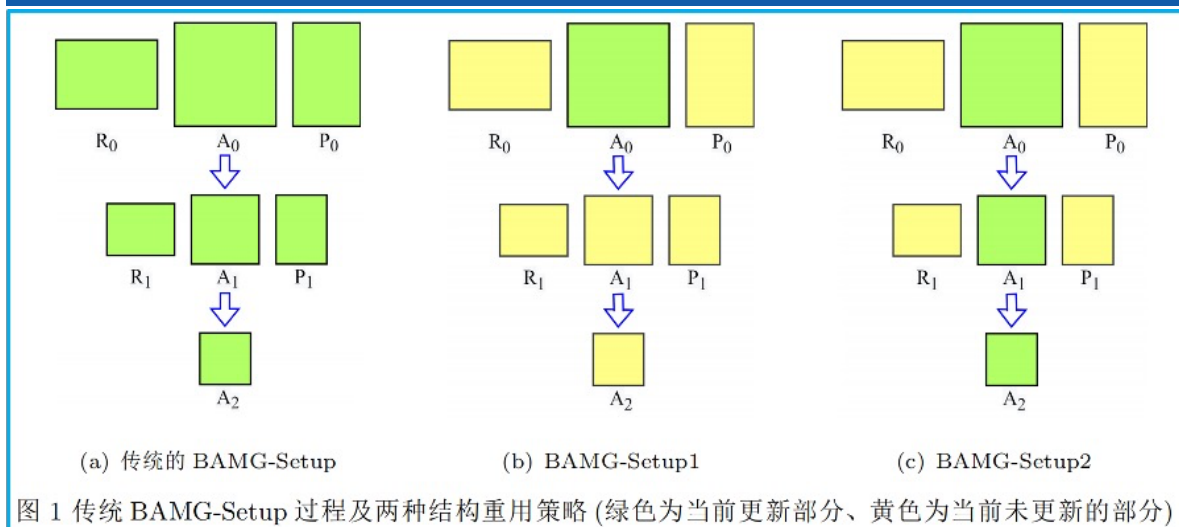 R₀ A₀ P₀ R₀ A₀ P₀ R₀ A₀ P₀
R₁ A₁ P₁ R₁ A₁ P₁ R₁ A₁ P₁
A₂ A₂ A₂
(a) 传统的 BAMG-Setup (b) BAMG-Setup1 (c) BAMG-Setup2
图 1 传统 BAMG-Setup 过程及两种结构重用策略 (绿色为当前更新部分、黄色为当前未更新的部分)